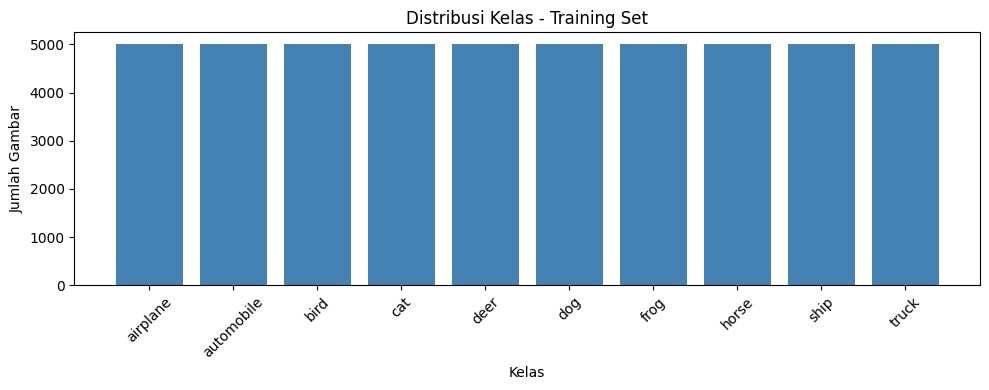 Distribusi Kelas - Training Set
Jumlah Gambar
5000
4000
3000
2000
1000
0
airplane
automobile
bird
cat
deer
dog
frog
horse
ship
truck
Kelas